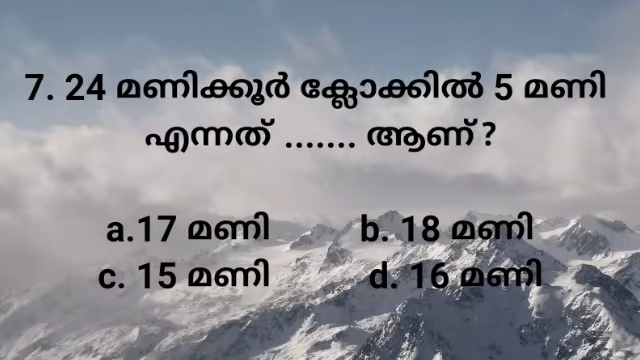 7. 24 മണിക്കൂർ ക്ലോക്കിൽ 5 മണി
എന്നത് ....... ആണ് ?
a.17 മണി b. 18 മണി
c. 15 മണി d. 16 മണി